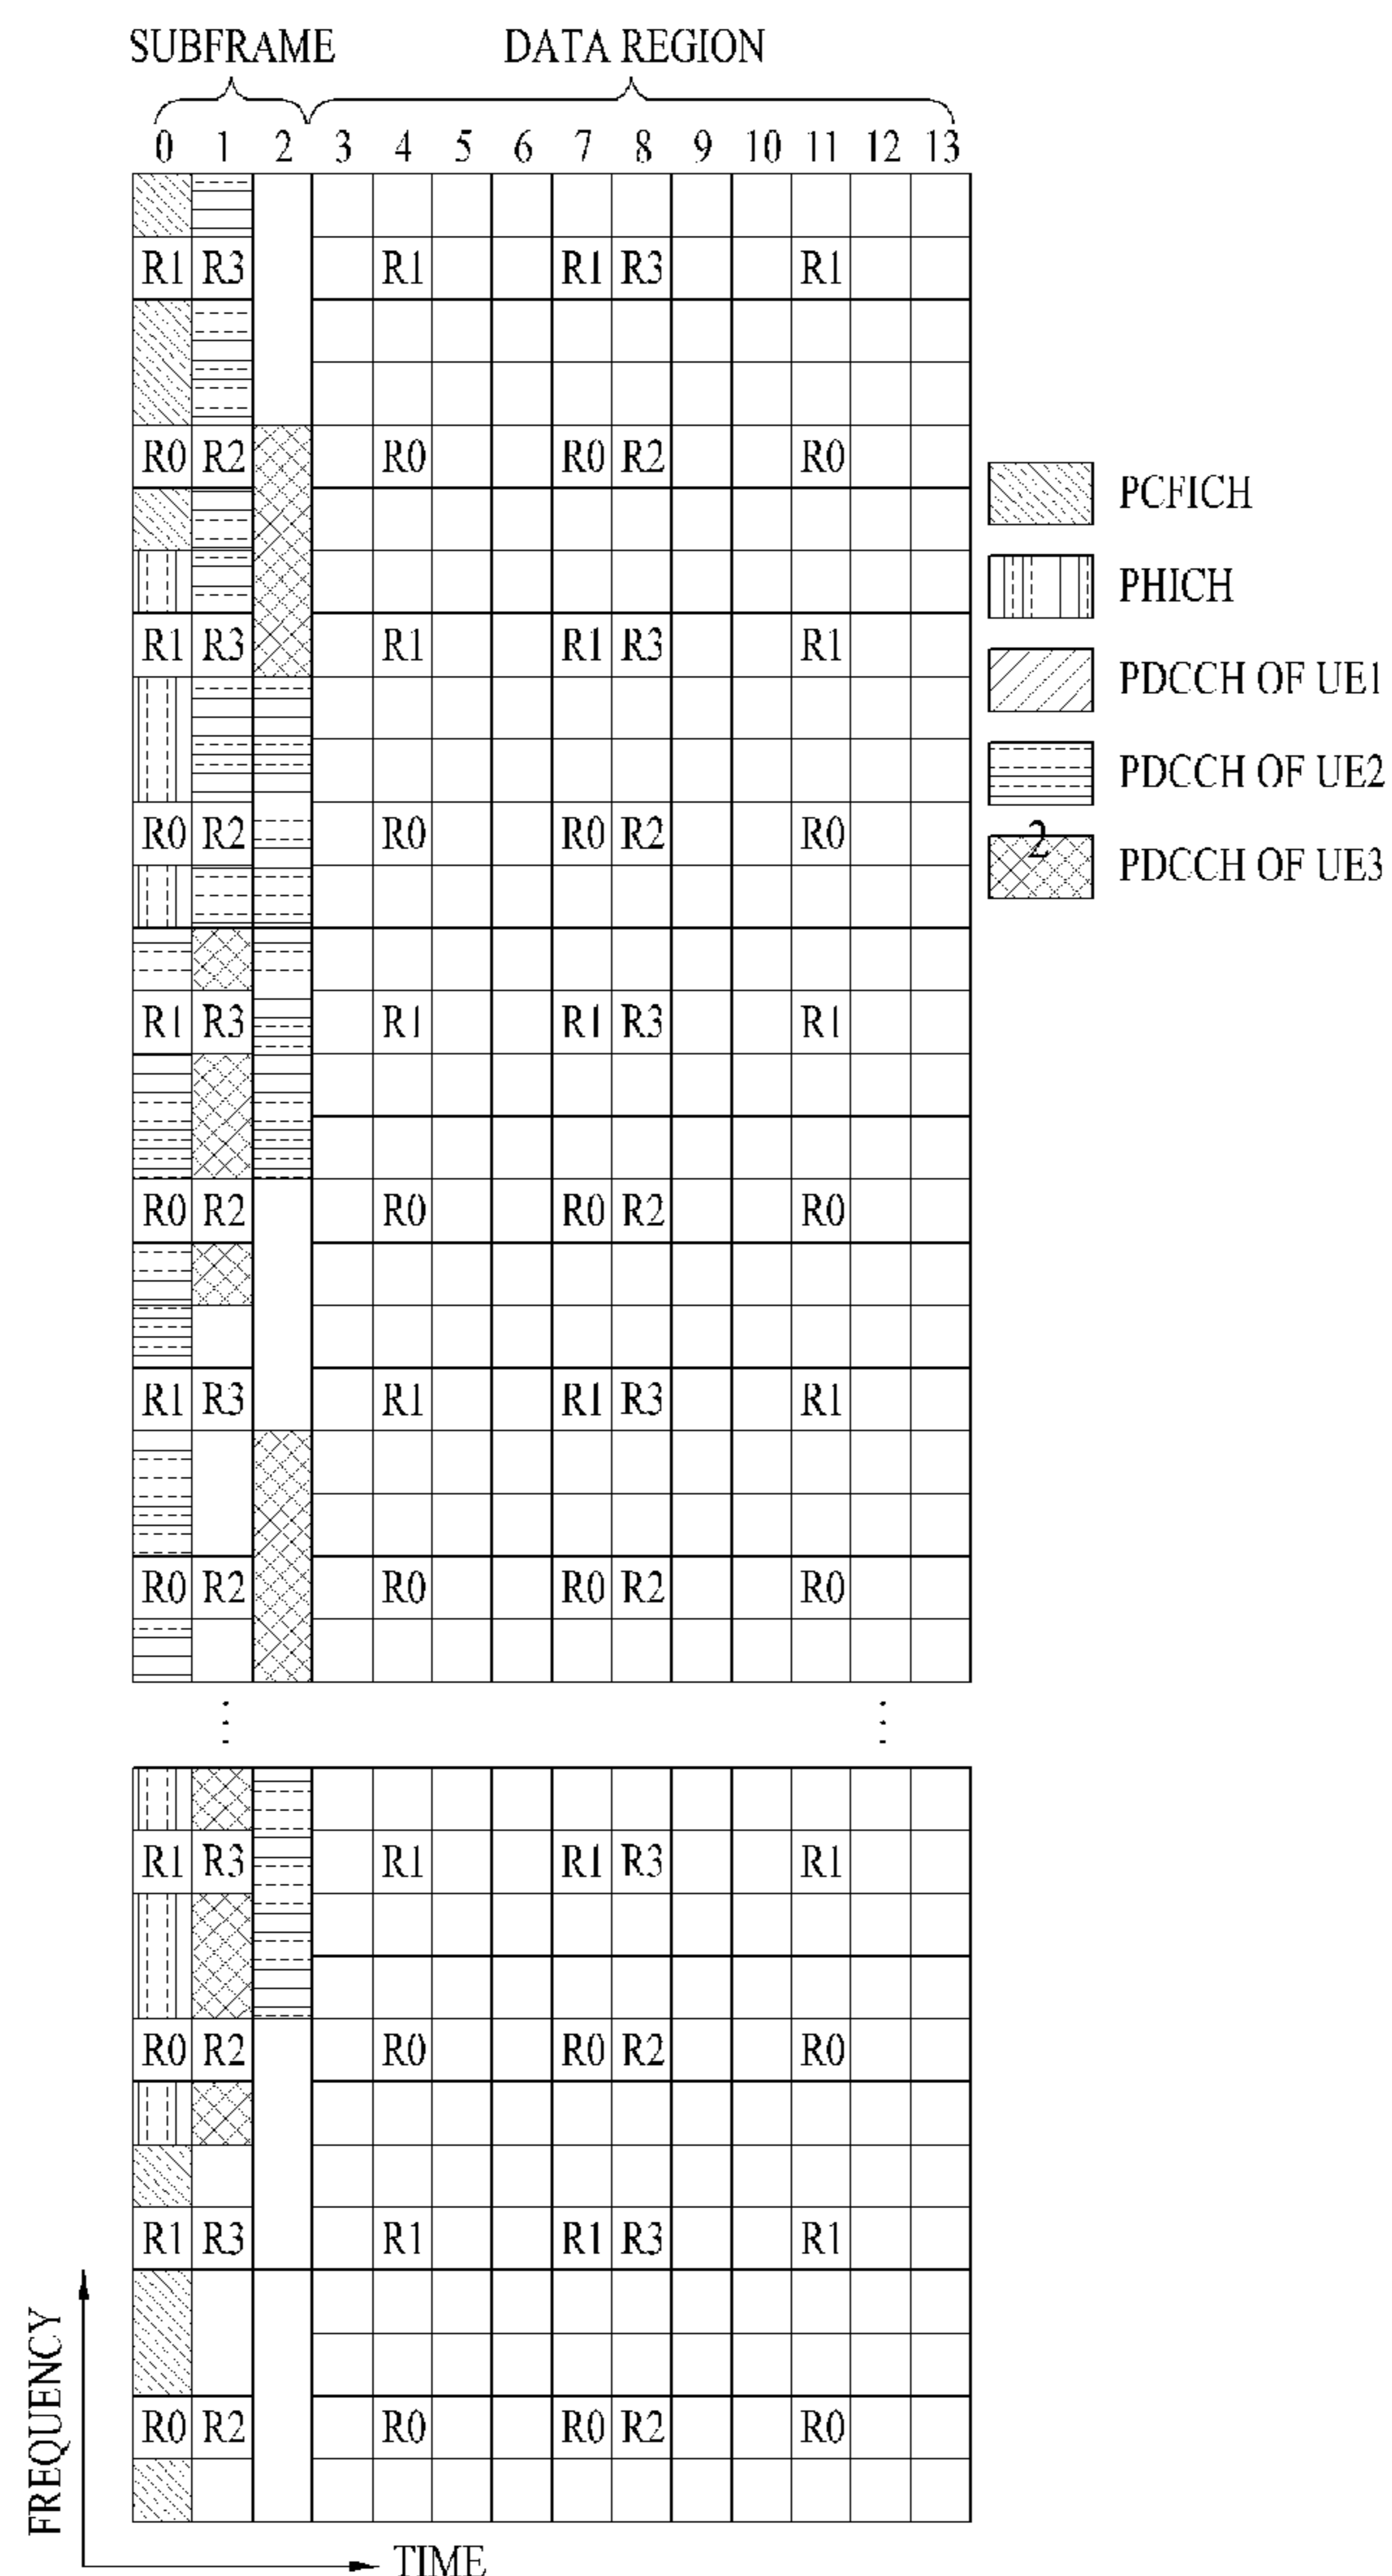 SUBFRAME DATA REGION
0 1 2 3 4 5 6 7 8 9 10 11 12 13
R1 R3 R1 R1 R3 R1
R0 R2 R0 R0 R2 R0
PCFICH
PHICH
R1 R3 R1 R1 R3 R1
PDCCH OF UE1
PDCCH OF UE2
R0 R2 R0 R0 R2 R0
2
PDCCH OF UE3
R1 R3 R1 R1 R3 R1
R0 R2 R0 R0 R2 R0
R1 R3 R1 R1 R3 R1
R0 R2 R0 R0 R2 R0
R1 R3 R1 R1 R3 R1
R0 R2 R0 R0 R2 R0
R1 R3 R1 R1 R3 R1
R0 R2 R0 R0 R2 R0
FREQUENCY
TIME